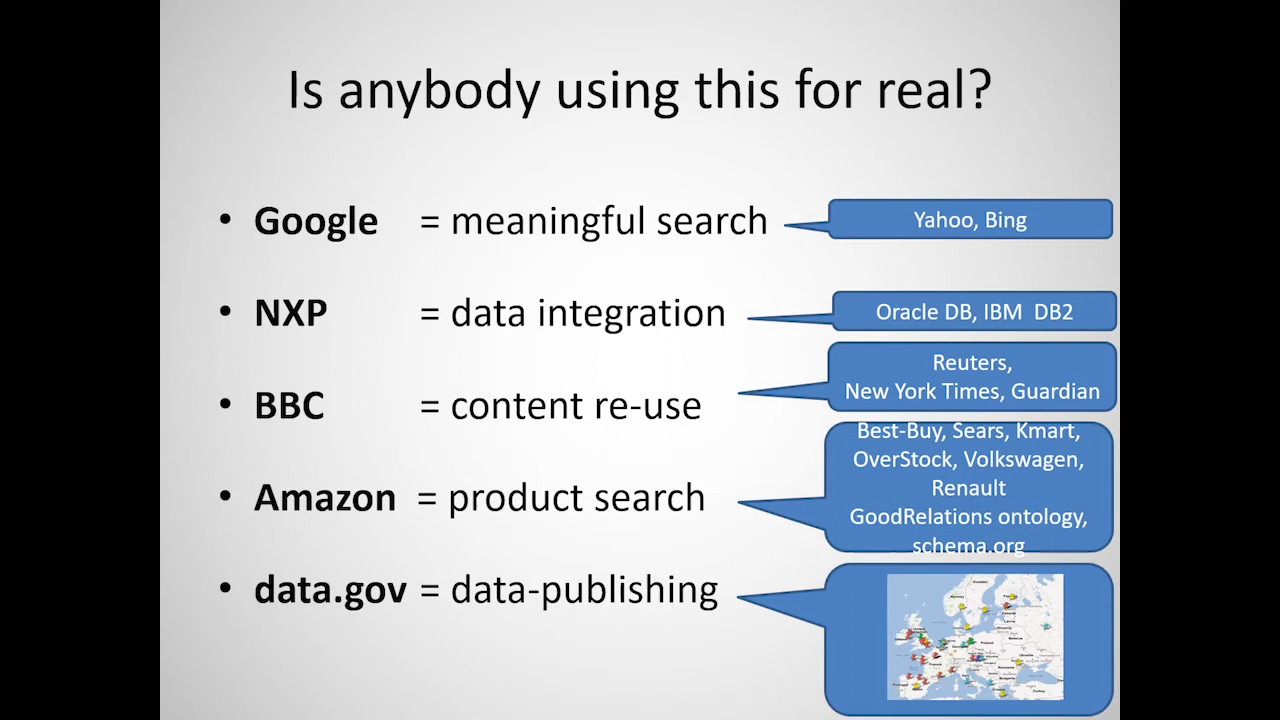 Is anybody using this for real?
• Google = meaningful search
Yahoo, Bing
• NXP = data integration
Oracle DB, IBM DB2
• BBC = content re-use
Reuters,
New York Times, Guardian
• Amazon = product search
Best-Buy, Sears, Kmart,
OverStock, Volkswagen,
Renault
GoodRelations ontology,
schema.org
• data.gov = data-publishing